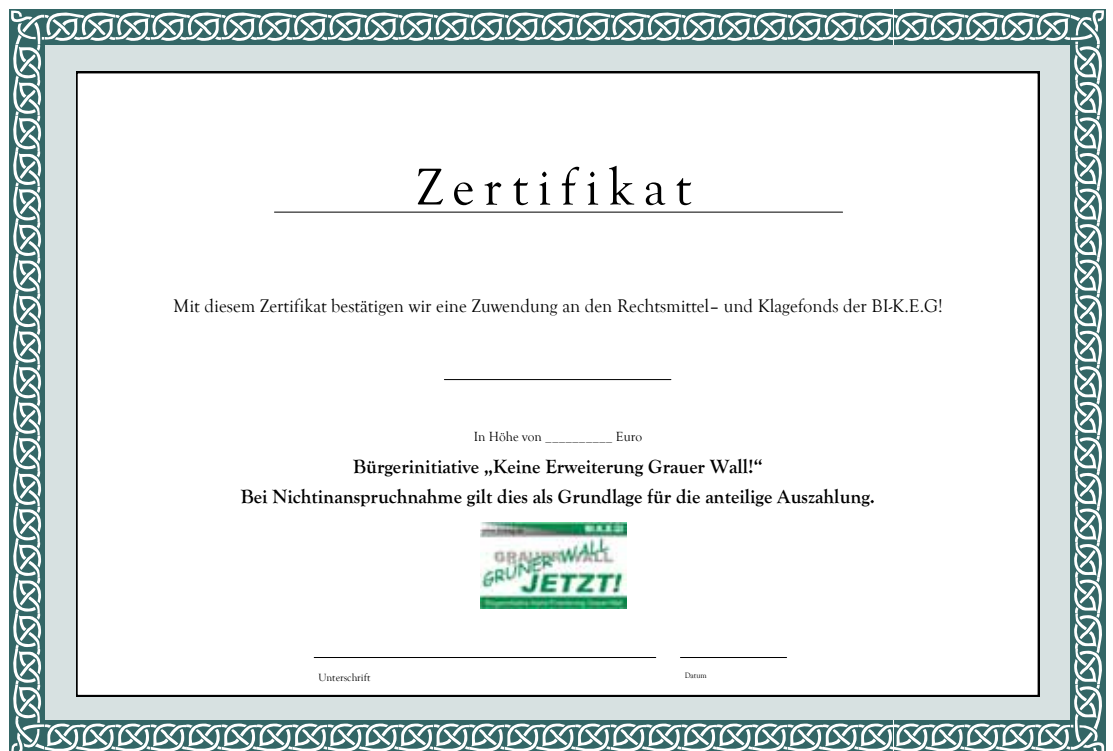 Zertifikat
Mit diesem Zertifikat bestätigen wir eine Zuwendung an den Rechtsmittel- und Klagefonds der BI-K.E.G!
In Höhe von __________ Euro
Bürgerinitiative „Keine Erweiterung Grauer Wall!“
Bei Nichtinanspruchnahme gilt dies als Grundlage für die anteilige Auszahlung.
BI-K.E.G!
GRAUER WALL
GRÜNER
JETZT!
Unterschrift
Datum